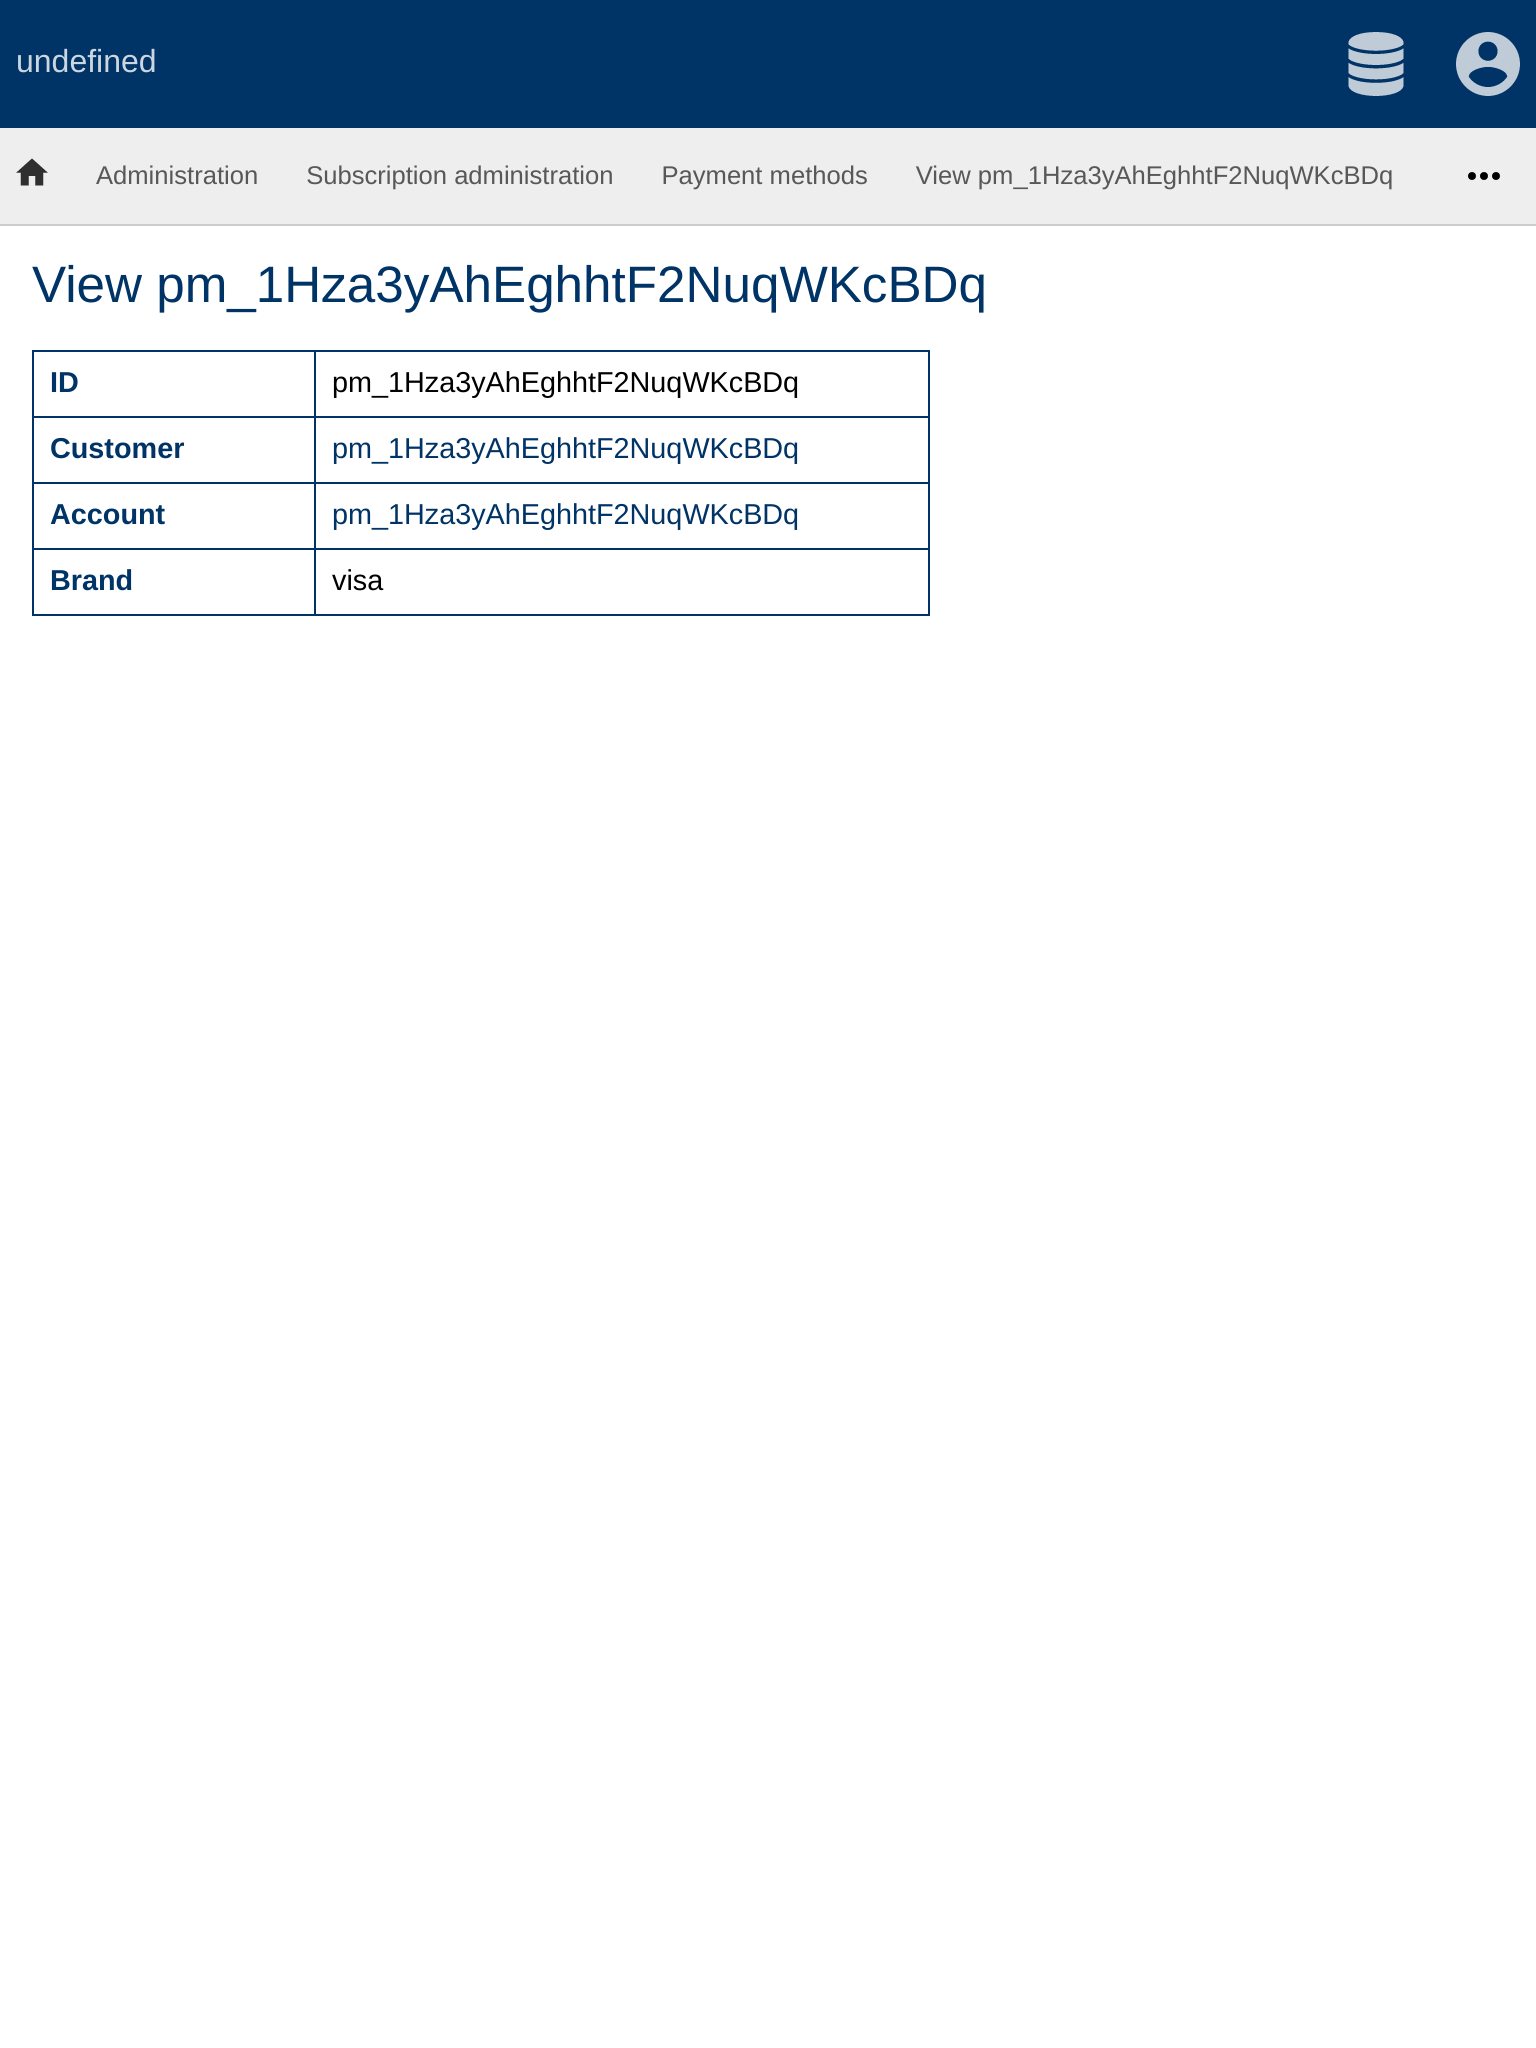 undefined
Administration Subscription administration Payment methods View pm_1Hza3yAhEghhtF2NuqWKcBDq
View pm_1Hza3yAhEghhtF2NuqWKcBDq
ID pm_1Hza3yAhEghhtF2NuqWKcBDq
Customer pm_1Hza3yAhEghhtF2NuqWKcBDq
Account pm_1Hza3yAhEghhtF2NuqWKcBDq
Brand visa